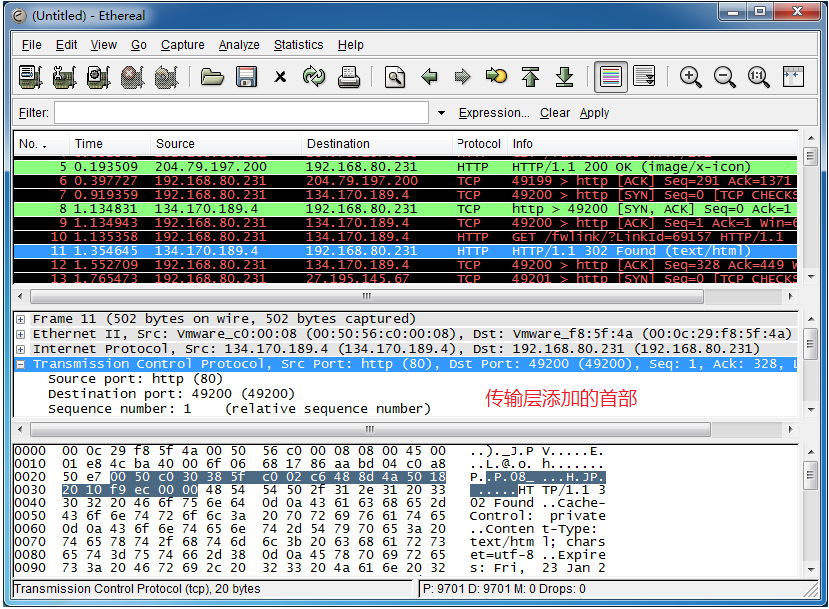 (Untitled) - Ethereal
File Edit View Go Capture Analyze Statistics Help
Filter: Expression... Clear Apply
No. . Time Source Destination Protocol Info
5 0.193509 204.79.197.200 192.168.80.231 HTTP HTTP/1.1 200 OK (image/x-icon)
6 0.397727 192.168.80.231 204.79.197.200 TCP 49199 > http [ACK] Seq=291 Ack=1371
7 0.919359 192.168.80.231 134.170.189.4 TCP 49200 > http [SYN] Seq=0 [TCP CHECKS
8 1.134831 134.170.189.4 192.168.80.231 TCP http > 49200 [SYN, ACK] Seq=0 Ack=1
9 1.134943 192.168.80.231 134.170.189.4 TCP 49200 > http [ACK] Seq=1 Ack=1 Win=6
10 1.135358 192.168.80.231 134.170.189.4 HTTP GET /fwlink/?LinkId=69157 HTTP/1.1
11 1.354645 134.170.189.4 192.168.80.231 HTTP HTTP/1.1 302 Found (text/html)
12 1.552709 192.168.80.231 134.170.189.4 TCP 49200 > http [ACK] Seq=328 Ack=449 W
13 1.765473 192.168.80.231 27.195.145.67 TCP 49201 > http [SYN] Seq=0 [TCP CHECKS
Frame 11 (502 bytes on wire, 502 bytes captured)
Ethernet II, Src: Vmware_c0:00:08 (00:50:56:c0:00:08), Dst: Vmware_f8:5f:4a (00:0c:29:f8:5f:4a)
Internet Protocol, Src: 134.170.189.4 (134.170.189.4), Dst: 192.168.80.231 (192.168.80.231)
Transmission Control Protocol, Src Port: http (80), Dst Port: 49200 (49200), Seq: 1, Ack: 328, L
Source port: http (80)
Destination port: 49200 (49200)
Sequence number: 1 (relative sequence number)
传输层添加的首部
0000 00 0c 29 f8 5f 4a 00 50 56 c0 00 08 08 00 45 00 ..)._J.P V.....E.
0010 01 e8 4c ba 40 00 6f 06 68 17 86 aa bd 04 c0 a8 ..L.@.o. h.......
0020 50 e7 00 50 c0 30 38 5f c0 02 c6 48 8d 4a 50 18 P..P.08_ ...H.JP.
0030 20 10 f9 ec 00 00 48 54 54 50 2f 31 2e 31 20 33 ......HT TP/1.1 3
0040 30 32 20 46 6f 75 6e 64 0d 0a 43 61 63 68 65 2d 02 Found ..Cache-
0050 43 6f 6e 74 72 6f 6c 3a 20 70 72 69 76 61 74 65 Control: private
0060 0d 0a 43 6f 6e 74 65 6e 74 2d 54 79 70 65 3a 20 ..Conten t-Type:
0070 74 65 78 74 2f 68 74 6d 6c 3b 20 63 68 61 72 73 text/htm l; chars
0080 65 74 3d 75 74 66 2d 38 0d 0a 45 78 70 69 72 65 et=utf-8 ..Expire
0090 73 3a 20 46 72 69 2c 20 32 33 20 4a 61 6e 20 32 s: Fri, 23 Jan 2
Transmission Control Protocol (tcp), 20 bytes P: 9701 D: 9701 M: 0 Drops: 0